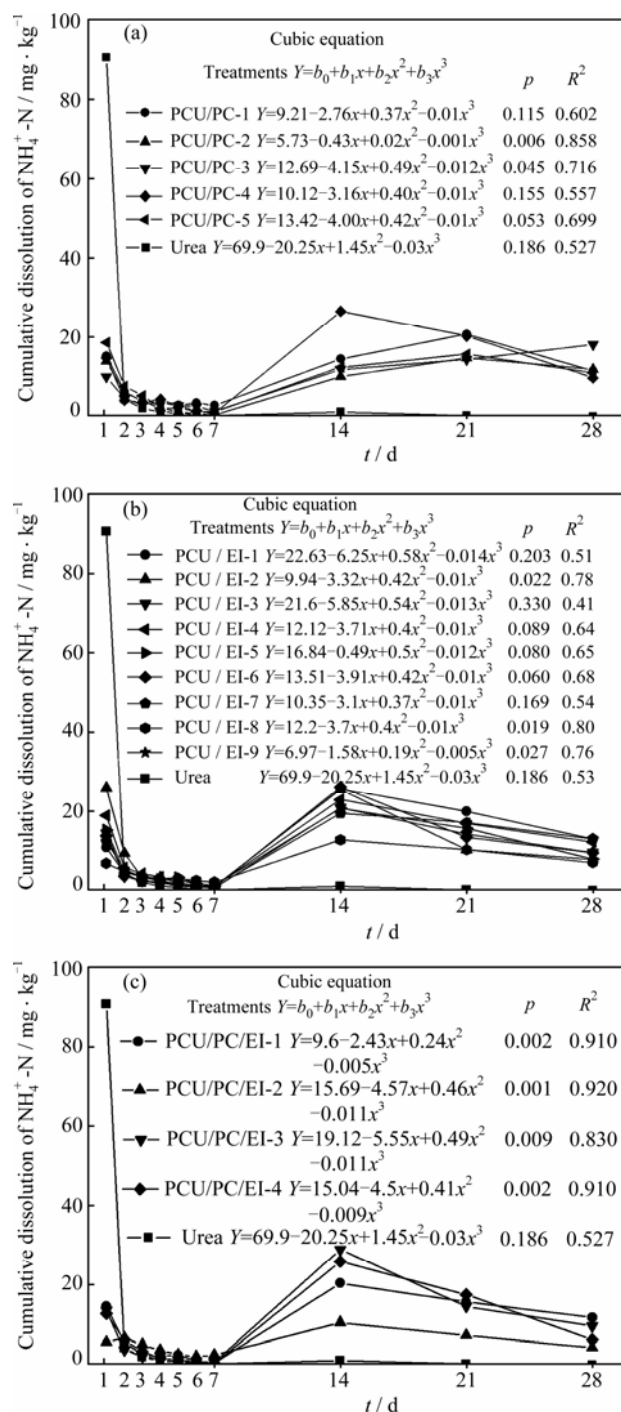 (a)
Cubic equation
Treatments Y=b₀+b₁x+b₂x²+b₃x³ p R²
PCU/PC-1 Y=9.21−2.76x+0.37x²−0.01x³ 0.115 0.602
PCU/PC-2 Y=5.73−0.43x+0.02x²−0.001x³ 0.006 0.858
PCU/PC-3 Y=12.69−4.15x+0.49x²−0.012x³ 0.045 0.716
PCU/PC-4 Y=10.12−3.16x+0.40x²−0.01x³ 0.155 0.557
PCU/PC-5 Y=13.42−4.00x+0.42x²−0.01x³ 0.053 0.699
Urea Y=69.9−20.25x+1.45x²−0.03x³ 0.186 0.527
Cumulative dissolution of NH₄⁺-N / mg·kg⁻¹
100
80
60
40
20
0
1 2 3 4 5 6 7 14 21 28
t / d
(b)
Cubic equation
Treatments Y=b₀+b₁x+b₂x²+b₃x³ p R²
PCU / EI-1 Y=22.63−6.25x+0.58x²−0.014x³ 0.203 0.51
PCU / EI-2 Y=9.94−3.32x+0.42x²−0.01x³ 0.022 0.78
PCU / EI-3 Y=21.6−5.85x+0.54x²−0.013x³ 0.330 0.41
PCU / EI-4 Y=12.12−3.71x+0.4x²−0.01x³ 0.089 0.64
PCU / EI-5 Y=16.84−0.49x+0.5x²−0.012x³ 0.080 0.65
PCU / EI-6 Y=13.51−3.91x+0.42x²−0.01x³ 0.060 0.68
PCU / EI-7 Y=10.35−3.1x+0.37x²−0.01x³ 0.169 0.54
PCU / EI-8 Y=12.2−3.7x+0.4x²−0.01x³ 0.019 0.80
PCU / EI-9 Y=6.97−1.58x+0.19x²−0.005x³ 0.027 0.76
Urea Y=69.9−20.25x+1.45x²−0.03x³ 0.186 0.53
Cumulative dissolution of NH₄⁺-N / mg·kg⁻¹
100
80
60
40
20
0
1 2 3 4 5 6 7 14 21 28
t / d
(c)
Cubic equation
Treatments Y=b₀+b₁x+b₂x²+b₃x³ p R²
PCU/PC/EI-1 Y=9.6−2.43x+0.24x² 0.002 0.910
−0.005x³
PCU/PC/EI-2 Y=15.69−4.57x+0.46x² 0.001 0.920
−0.011x³
PCU/PC/EI-3 Y=19.12−5.55x+0.49x² 0.009 0.830
−0.011x³
PCU/PC/EI-4 Y=15.04−4.5x+0.41x² 0.002 0.910
−0.009x³
Urea Y=69.9−20.25x+1.45x²−0.03x³ 0.186 0.527
Cumulative dissolution of NH₄⁺-N / mg·kg⁻¹
100
80
60
40
20
0
1 2 3 4 5 6 7 14 21 28
t / d